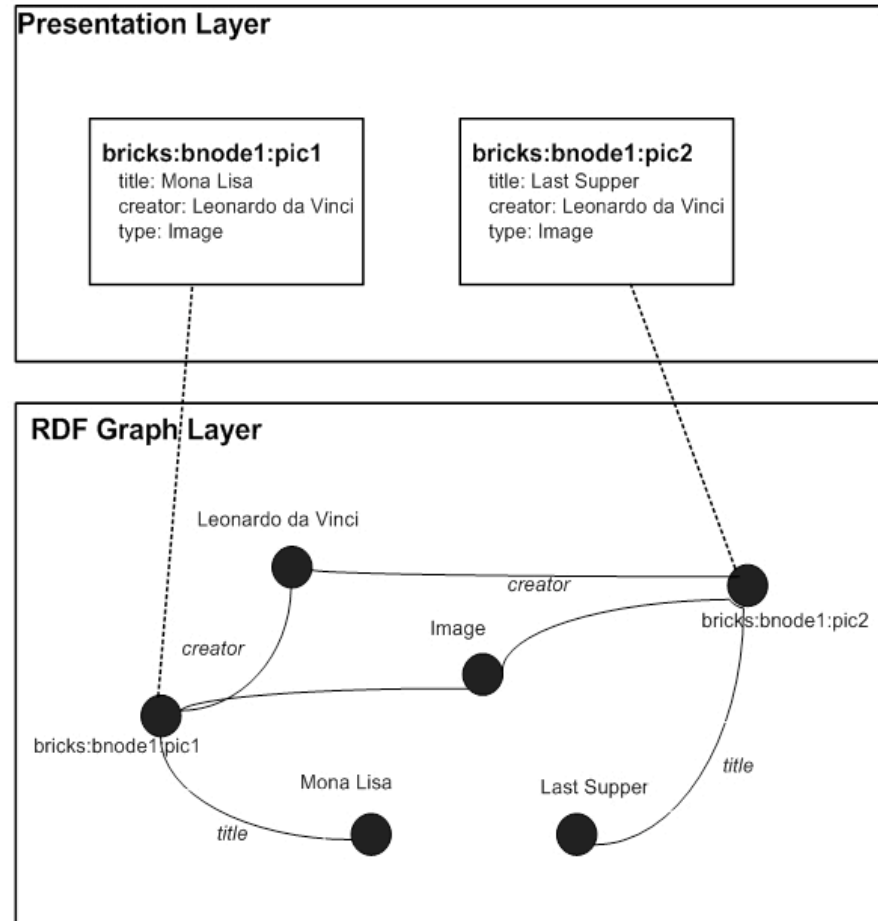 Presentation Layer
bricks:bnode1:pic1
title: Mona Lisa
creator: Leonardo da Vinci
type: Image
bricks:bnode1:pic2
title: Last Supper
creator: Leonardo da Vinci
type: Image
RDF Graph Layer
Leonardo da Vinci
creator
bricks:bnode1:pic2
Image
creator
bricks:bnode1:pic1
title
Mona Lisa
Last Supper
title